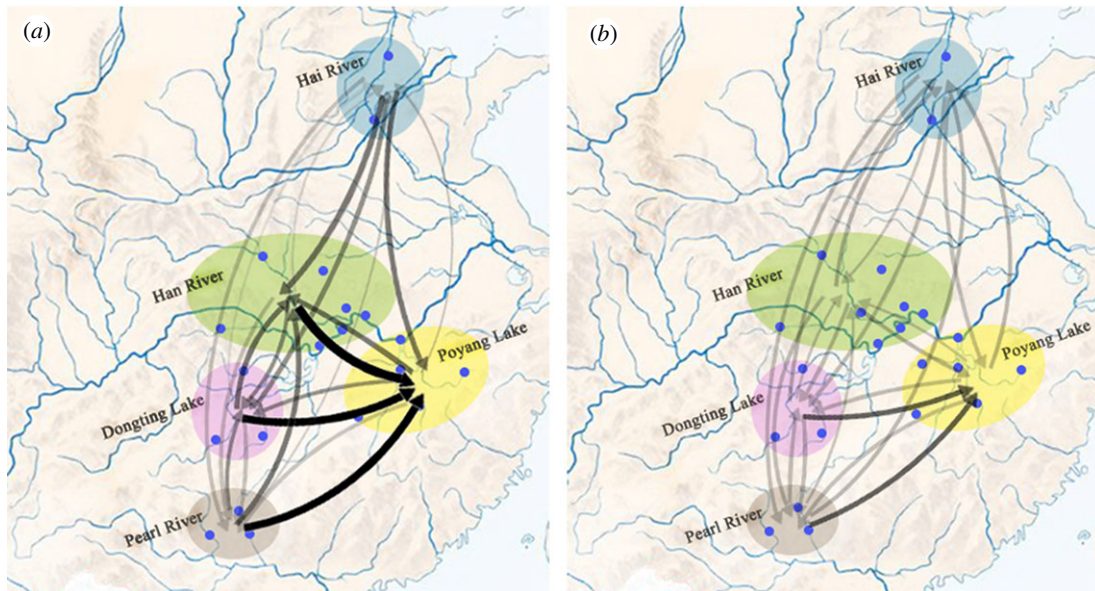 (a)
Hai River
Han River
Poyang Lake
Dongting Lake
Pearl River
(b)
Hai River
Han River
Poyang Lake
Dongting Lake
Pearl River